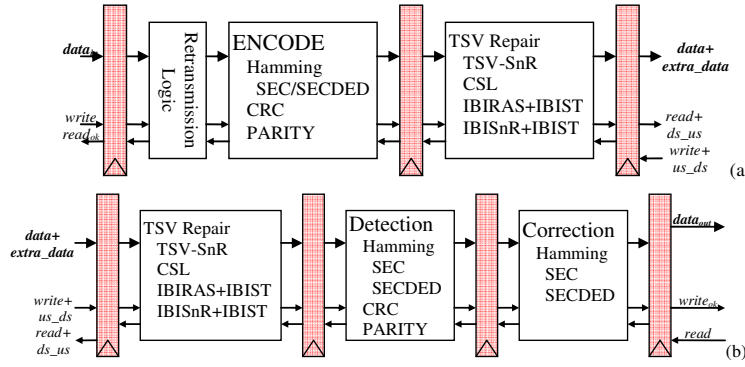 data_in
write
read_ok
Retransmission
Logic
ENCODE
Hamming
SEC/SECDED
CRC
PARITY
TSV Repair
TSV-SnR
CSL
IBIRAS+IBIST
IBISnR+IBIST
data+
extra_data
read+
ds_us
write+
us_ds
(a
data+
extra_data
write+
us_ds
read+
ds_us
TSV Repair
TSV-SnR
CSL
IBIRAS+IBIST
IBISnR+IBIST
Detection
Hamming
SEC
SECDED
CRC
PARITY
Correction
Hamming
SEC
SECDED
data_out
write_ok
read
(b)